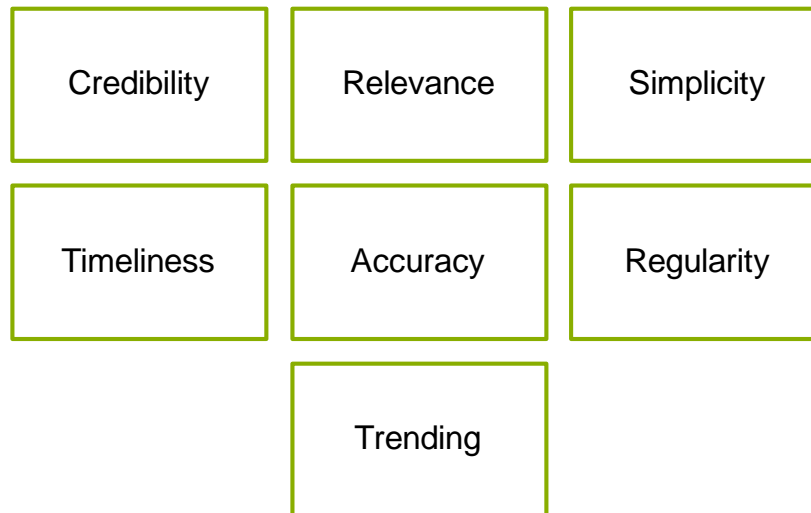 Credibility
Relevance
Simplicity
Timeliness
Accuracy
Regularity
Trending